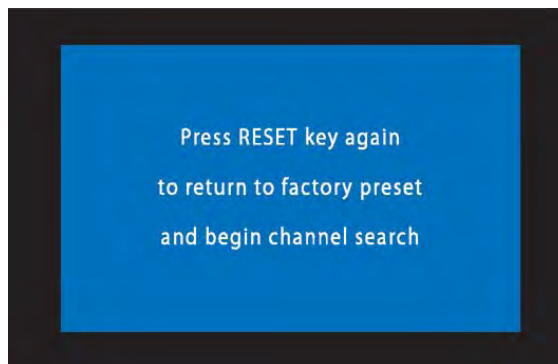 Press RESET key again
to return to factory preset
and begin channel search